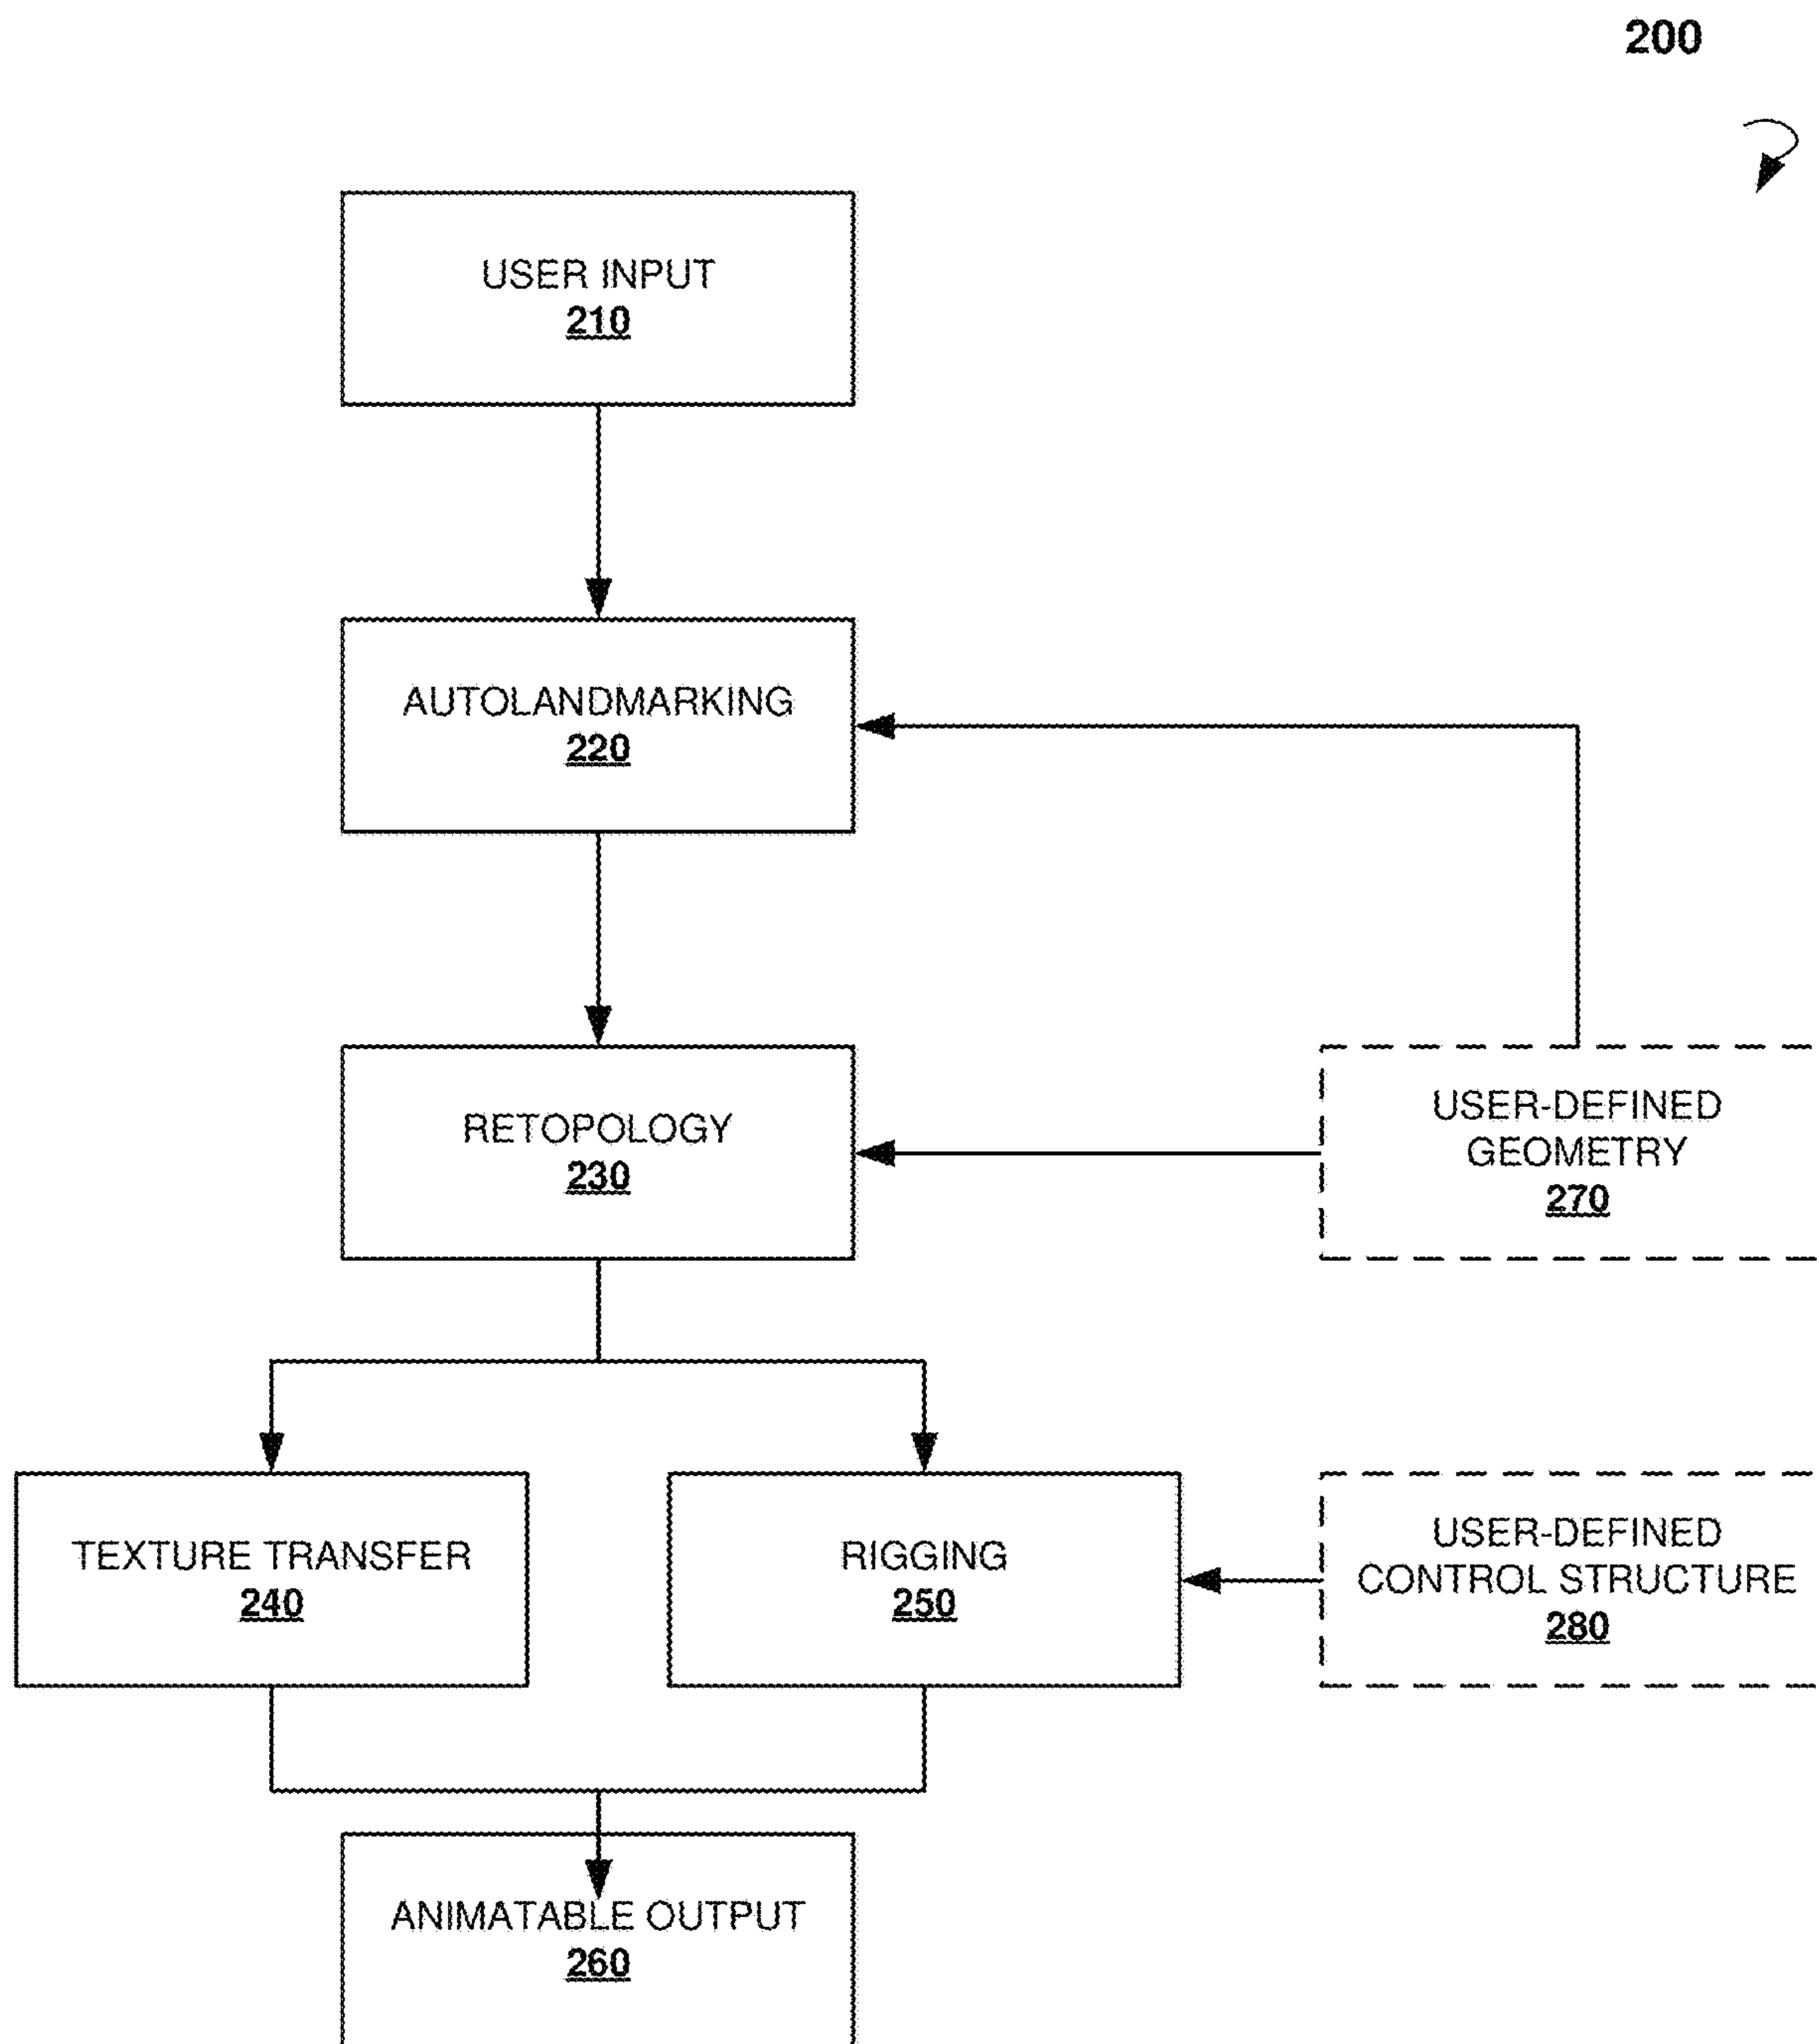 200
USER INPUT
210
AUTOLANDMARKING
220
RETOPOLOGY
230
USER-DEFINED
GEOMETRY
270
TEXTURE TRANSFER
240
RIGGING
250
USER-DEFINED
CONTROL STRUCTURE
280
ANIMATABLE OUTPUT
260